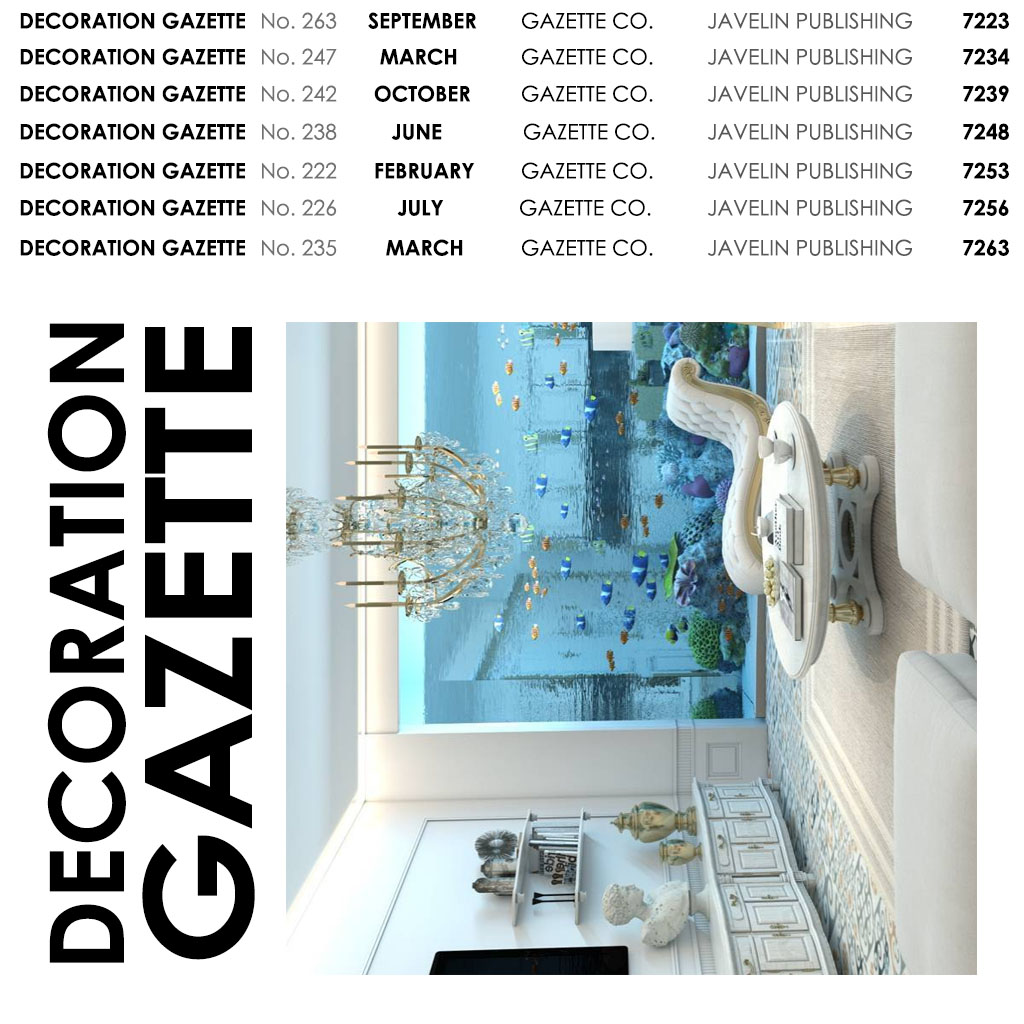 DECORATION GAZETTE No. 263 SEPTEMBER GAZETTE CO. JAVELIN PUBLISHING 7223
DECORATION GAZETTE No. 247 MARCH GAZETTE CO. JAVELIN PUBLISHING 7234
DECORATION GAZETTE No. 242 OCTOBER GAZETTE CO. JAVELIN PUBLISHING 7239
DECORATION GAZETTE No. 238 JUNE GAZETTE CO. JAVELIN PUBLISHING 7248
DECORATION GAZETTE No. 222 FEBRUARY GAZETTE CO. JAVELIN PUBLISHING 7253
DECORATION GAZETTE No. 226 JULY GAZETTE CO. JAVELIN PUBLISHING 7256
DECORATION GAZETTE No. 235 MARCH GAZETTE CO. JAVELIN PUBLISHING 7263
DECORATION
GAZETTE